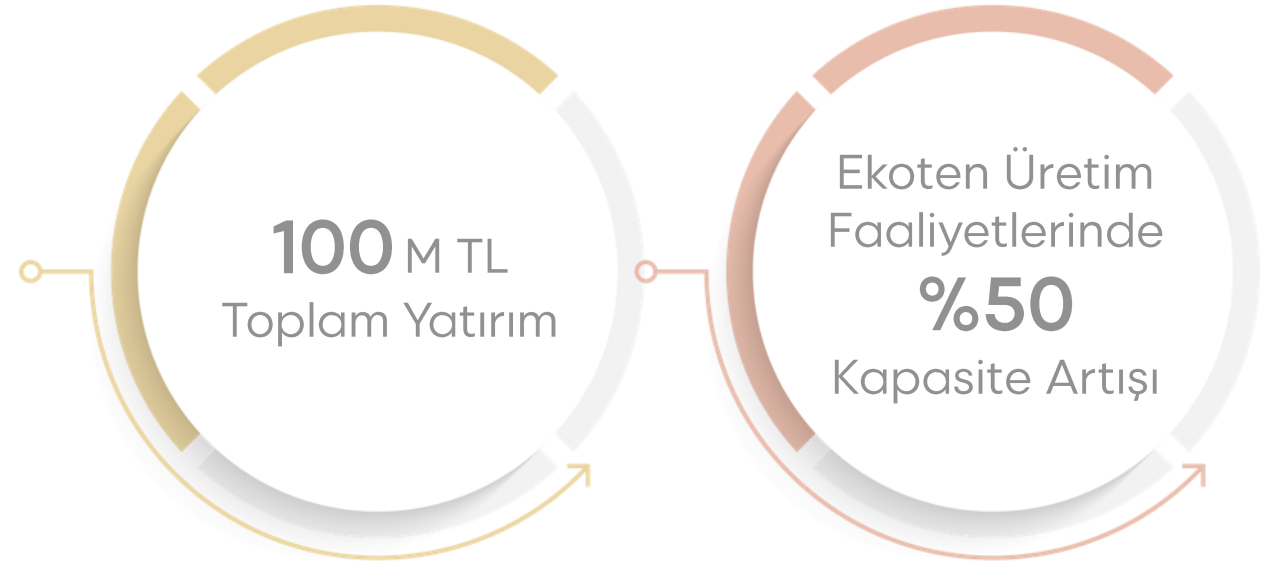 100 M TL
Toplam Yatırım
Ekoten Üretim
Faaliyetlerinde
%50
Kapasite Artışı